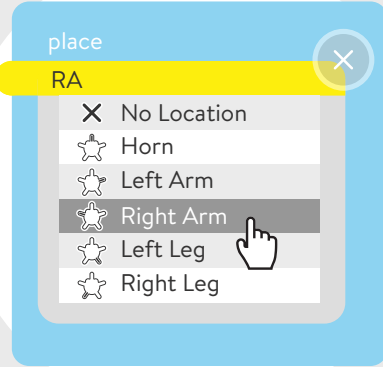 place
RA
No Location
Horn
Left Arm
Right Arm
Left Leg
Right Leg